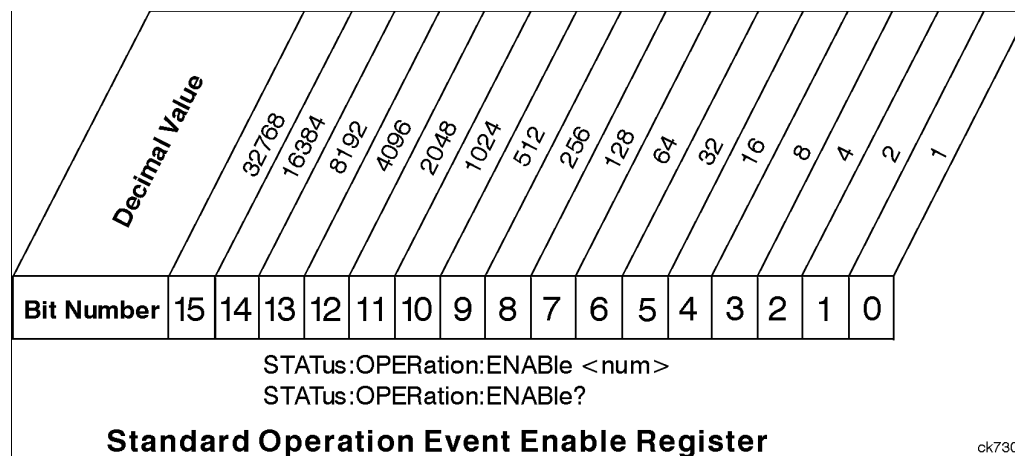 Decimal Value 32768 16384 8192 4096 2048 1024 512 256 128 64 32 16 8 4 2 1
Bit Number 15 14 13 12 11 10 9 8 7 6 5 4 3 2 1 0
STATus:OPERation:ENABle <num>
STATus:OPERation:ENABle?
Standard Operation Event Enable Register
ck730